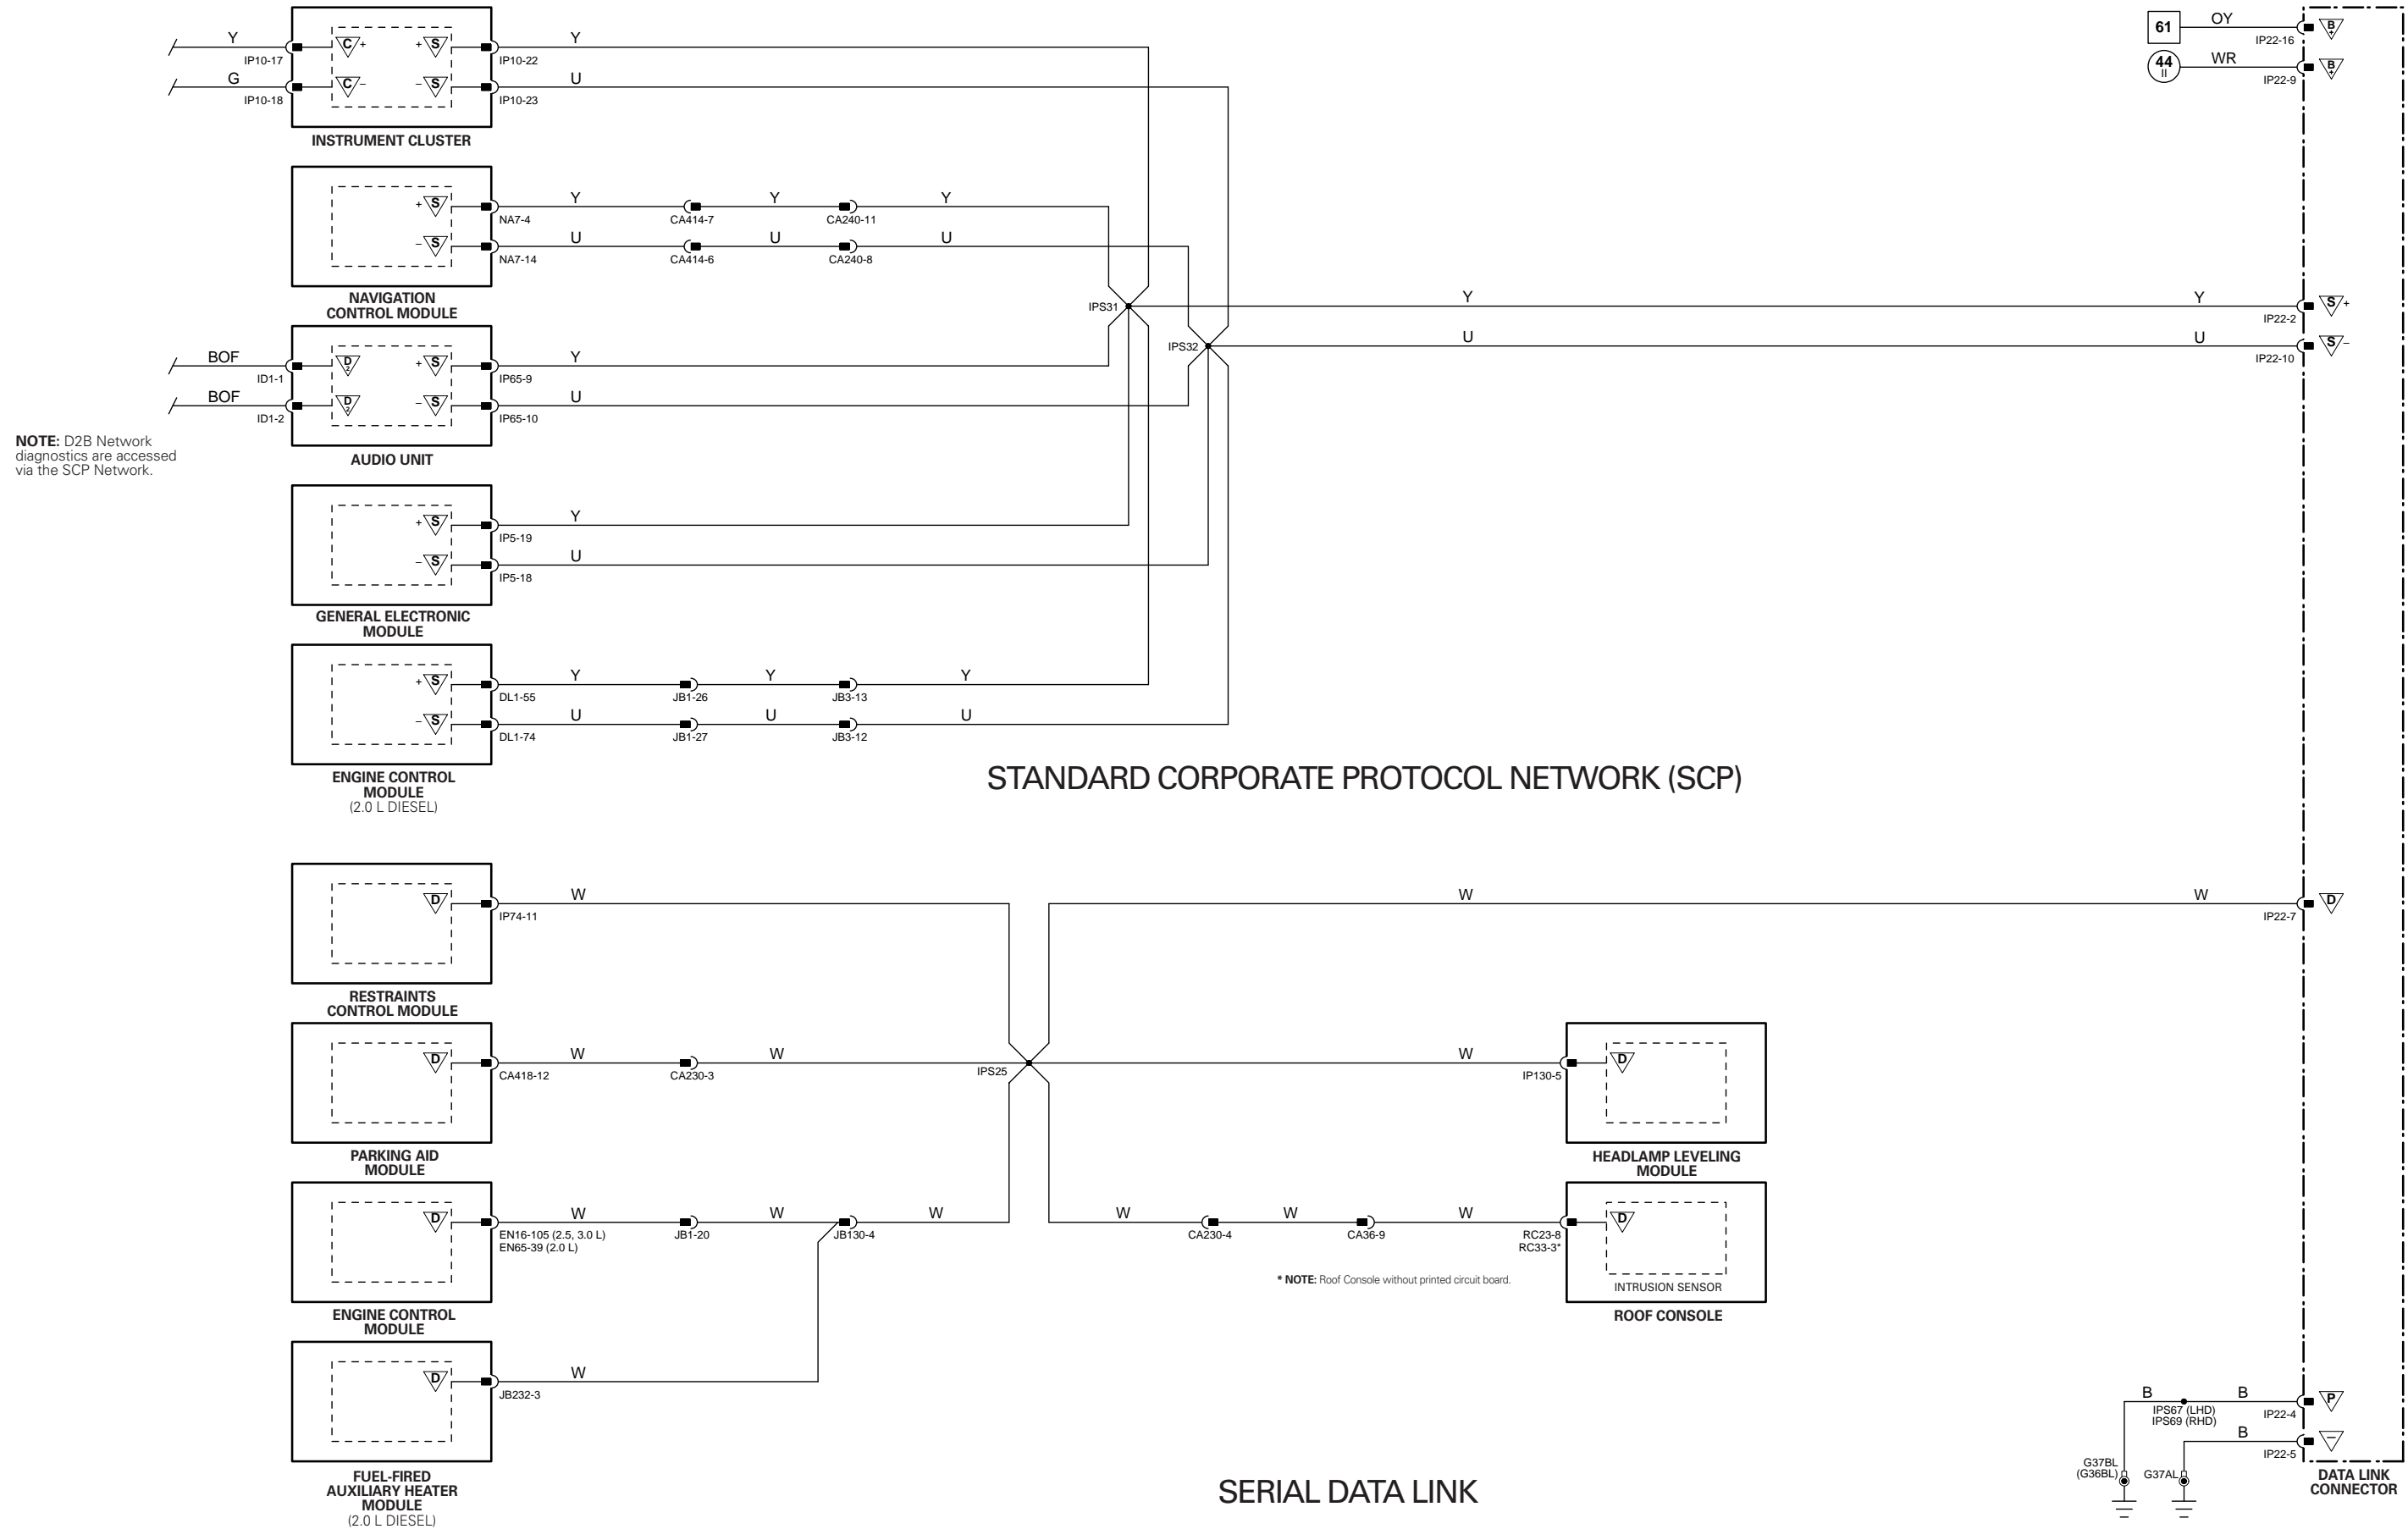 Y
IP10-17
G
IP10-18
C +
C –
+ S
– S
Y
IP10-22
U
IP10-23
INSTRUMENT CLUSTER
61
OY
IP22-16
B+
44
II
WR
IP22-9
B+
+ S
– S
Y
Y
Y
NA7-4
CA414-7
CA240-11
U
U
U
NA7-14
CA414-6
CA240-8
NAVIGATION
CONTROL MODULE
IPS31
IPS32
Y
Y
IP22-2
S +
U
U
IP22-10
S –
BOF
ID1-1
BOF
ID1-2
D2
D2
+ S
– S
Y
IP65-9
U
IP65-10
AUDIO UNIT
NOTE: D2B Network
diagnostics are accessed
via the SCP Network.
+ S
– S
Y
IP5-19
U
IP5-18
GENERAL ELECTRONIC
MODULE
+ S
– S
Y
Y
Y
DL1-55
JB1-26
JB3-13
U
U
U
DL1-74
JB1-27
JB3-12
ENGINE CONTROL
MODULE
(2.0 L DIESEL)
STANDARD CORPORATE PROTOCOL NETWORK (SCP)
D
W
IP74-11
W
W
IP22-7
D
RESTRAINTS
CONTROL MODULE
D
W
W
CA418-12
CA230-3
IPS25
W
IP130-5
D
PARKING AID
MODULE
HEADLAMP LEVELING
MODULE
D
W
W
W
EN16-105 (2.5, 3.0 L)
EN65-39 (2.0 L)
JB1-20
JB130-4
W
W
W
CA230-4
CA36-9
RC23-8
RC33-3*
D
* NOTE: Roof Console without printed circuit board.
INTRUSION SENSOR
ENGINE CONTROL
MODULE
ROOF CONSOLE
D
W
JB232-3
FUEL-FIRED
AUXILIARY HEATER
MODULE
(2.0 L DIESEL)
SERIAL DATA LINK
B
B
IPS67 (LHD)
IPS69 (RHD)
IP22-4
P
B
IP22-5
–
G37BL
(G36BL)
G37AL
DATA LINK
CONNECTOR